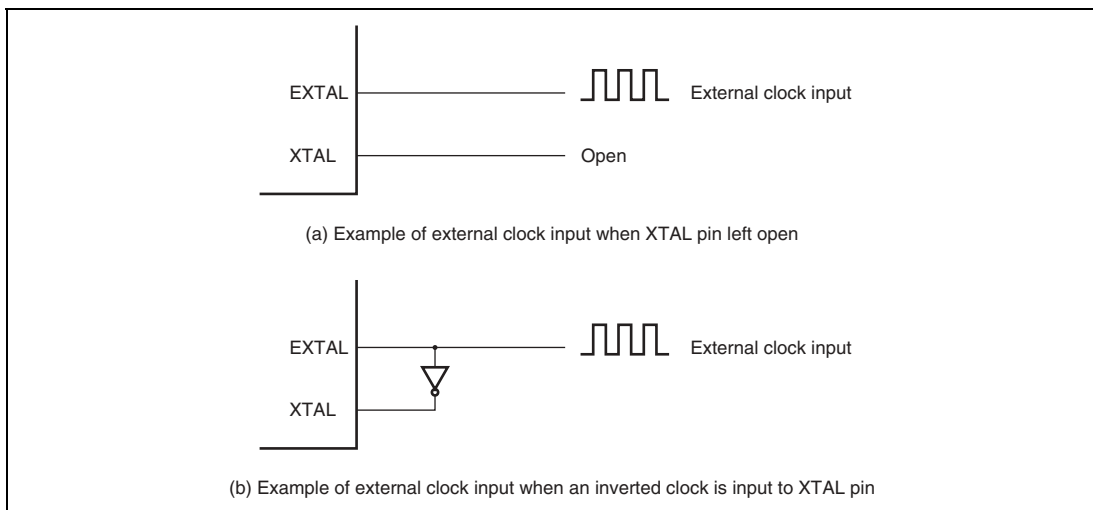 EXTAL
External clock input
XTAL
Open
(a) Example of external clock input when XTAL pin left open
EXTAL
External clock input
XTAL
(b) Example of external clock input when an inverted clock is input to XTAL pin